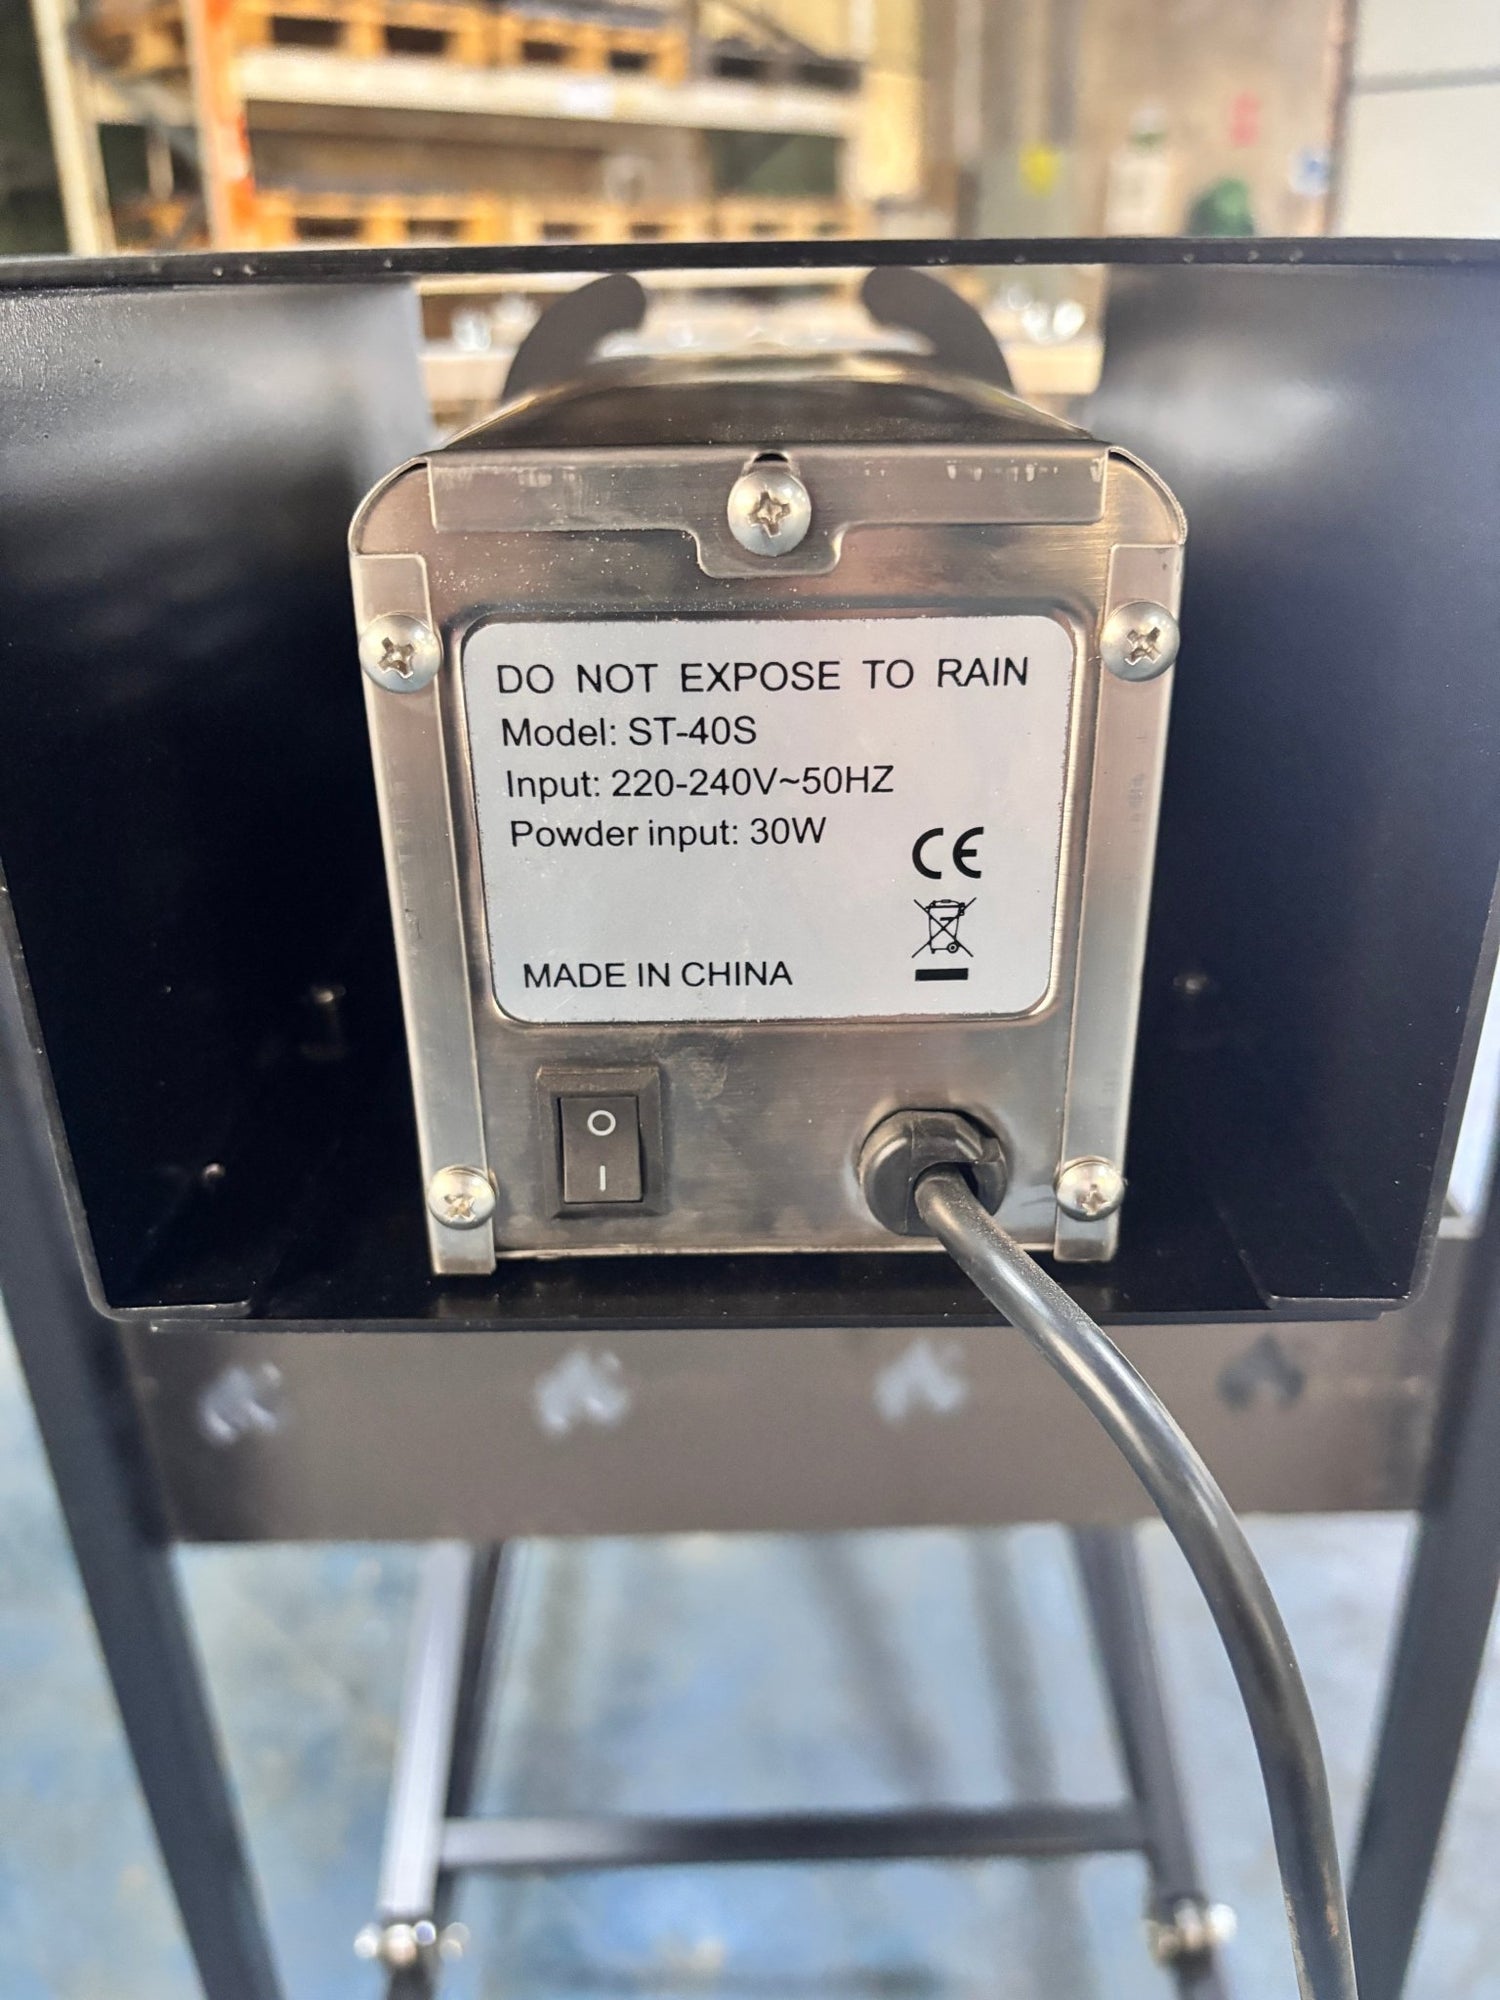 DO NOT EXPOSE TO RAIN
Model: ST-40S
Input: 220-240V~50HZ
Powder input: 30W
CE
MADE IN CHINA
O
I